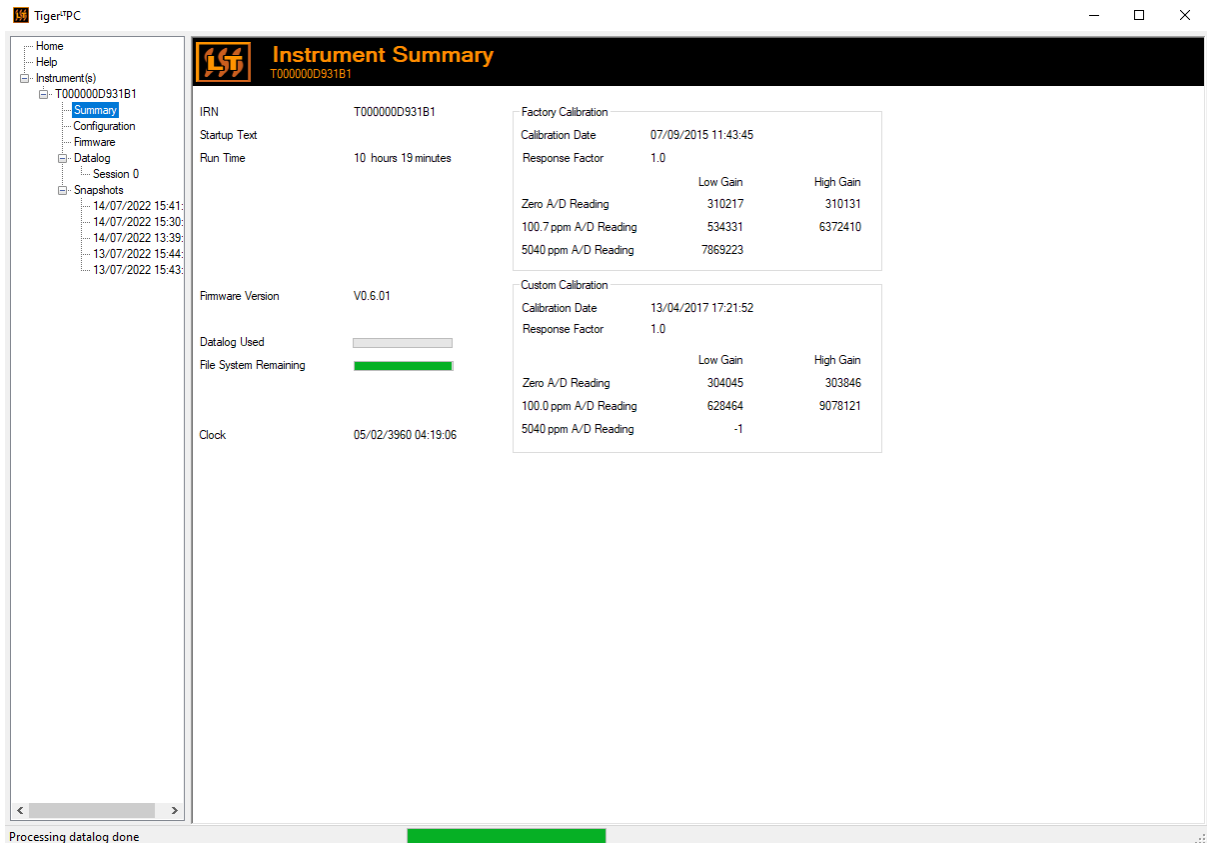 TigerᴸᵀPC
Home
Help
Instrument(s)
T000000D931B1
Summary
Configuration
Firmware
Datalog
Session 0
Snapshots
14/07/2022 15:41:
14/07/2022 15:30:
14/07/2022 13:39:
13/07/2022 15:44:
13/07/2022 15:43:
LST
Instrument Summary
T000000D931B1
IRN T000000D931B1
Startup Text
Run Time 10 hours 19 minutes
Firmware Version V0.6.01
Datalog Used
File System Remaining
Clock 05/02/3960 04:19:06
Factory Calibration
Calibration Date 07/09/2015 11:43:45
Response Factor 1.0
Low Gain High Gain
Zero A/D Reading 310217 310131
100.7 ppm A/D Reading 534331 6372410
5040 ppm A/D Reading 7869223
Custom Calibration
Calibration Date 13/04/2017 17:21:52
Response Factor 1.0
Low Gain High Gain
Zero A/D Reading 304045 303846
100.0 ppm A/D Reading 628464 9078121
5040 ppm A/D Reading -1
Processing datalog done